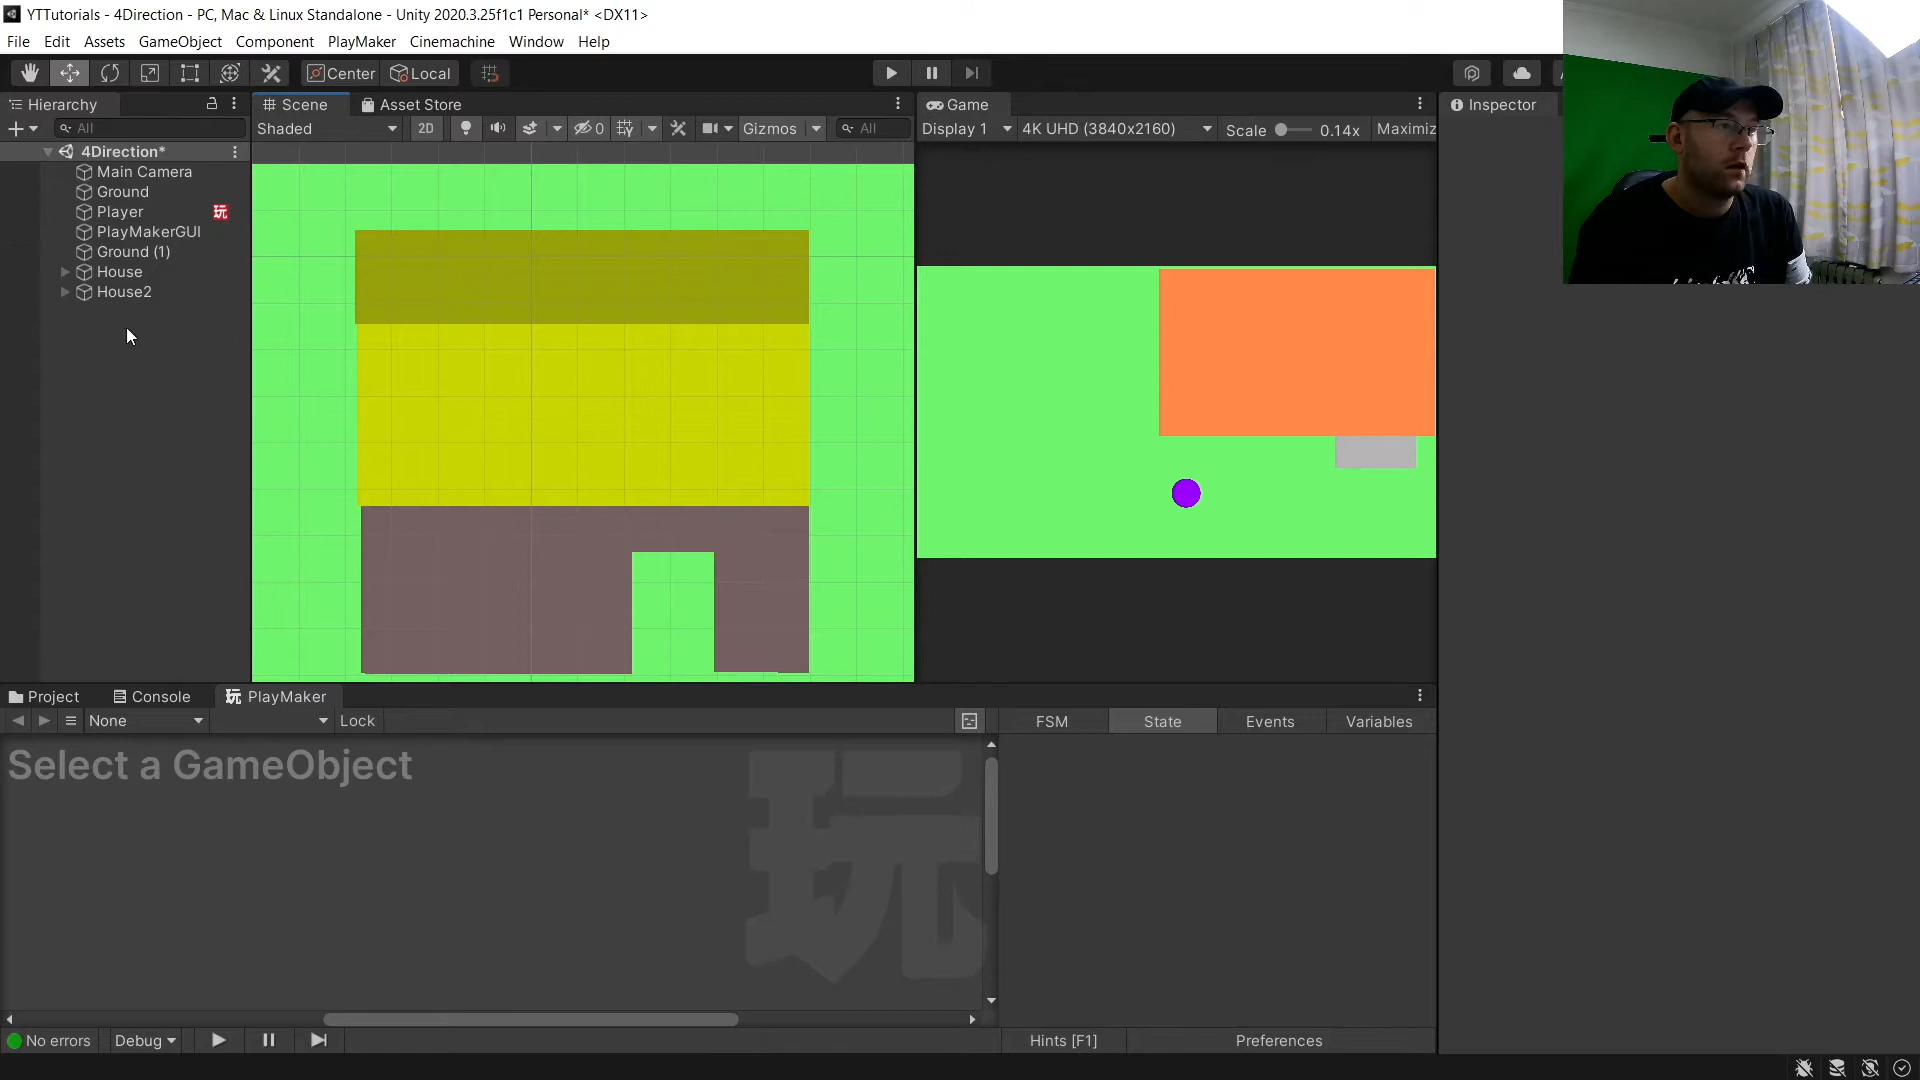 YTTutorials - 4Direction - PC, Mac & Linux Standalone - Unity 2020.3.25f1c1 Personal* <DX11>
File Edit Assets GameObject Component PlayMaker Cinemachine Window Help
Center Local
Hierarchy
Scene Asset Store
Game
Inspector
All
Shaded 2D 0 Gizmos All
Display 1 4K UHD (3840x2160) Scale 0.14x Maximiz
4Direction*
Main Camera
Ground
Player 玩
PlayMakerGUI
Ground (1)
House
House2
Project Console 玩 PlayMaker
None Lock
FSM State Events Variables
Select a GameObject
玩
No errors Debug
Hints [F1] Preferences